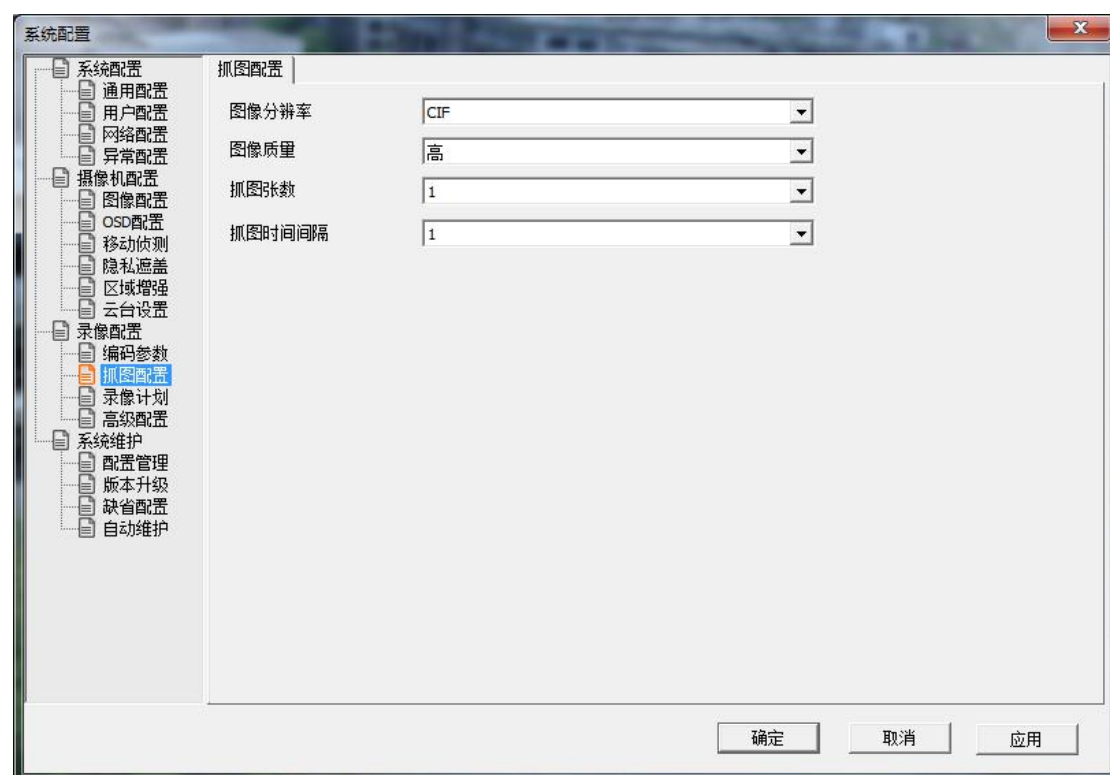 系统配置
系统配置
通用配置
用户配置
网络配置
异常配置
摄像机配置
图像配置
OSD配置
移动侦测
隐私遮盖
区域增强
云台设置
录像配置
编码参数
抓图配置
录像计划
高级配置
系统维护
配置管理
版本升级
缺省配置
自动维护
抓图配置
图像分辨率 CIF
图像质量 高
抓图张数 1
抓图时间间隔 1
确定 取消 应用